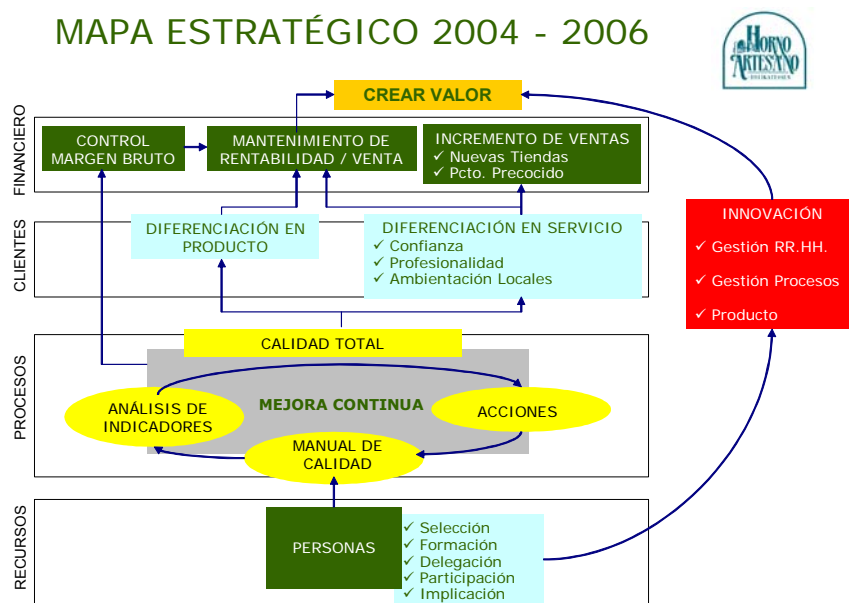 MAPA ESTRATÉGICO 2004 - 2006
HORNO
ARTESANO
CREAR VALOR
FINANCIERO
CONTROL
MARGEN BRUTO
MANTENIMIENTO DE
RENTABILIDAD / VENTA
INCREMENTO DE VENTAS
✓ Nuevas Tiendas
✓ Pcto. Precocido
CLIENTES
DIFERENCIACIÓN EN
PRODUCTO
DIFERENCIACIÓN EN SERVICIO
✓ Confianza
✓ Profesionalidad
✓ Ambientación Locales
INNOVACIÓN
✓ Gestión RR.HH.
✓ Gestión Procesos
✓ Producto
PROCESOS
CALIDAD TOTAL
MEJORA CONTINUA
ANÁLISIS DE
INDICADORES
ACCIONES
MANUAL DE
CALIDAD
RECURSOS
PERSONAS
✓ Selección
✓ Formación
✓ Delegación
✓ Participación
✓ Implicación